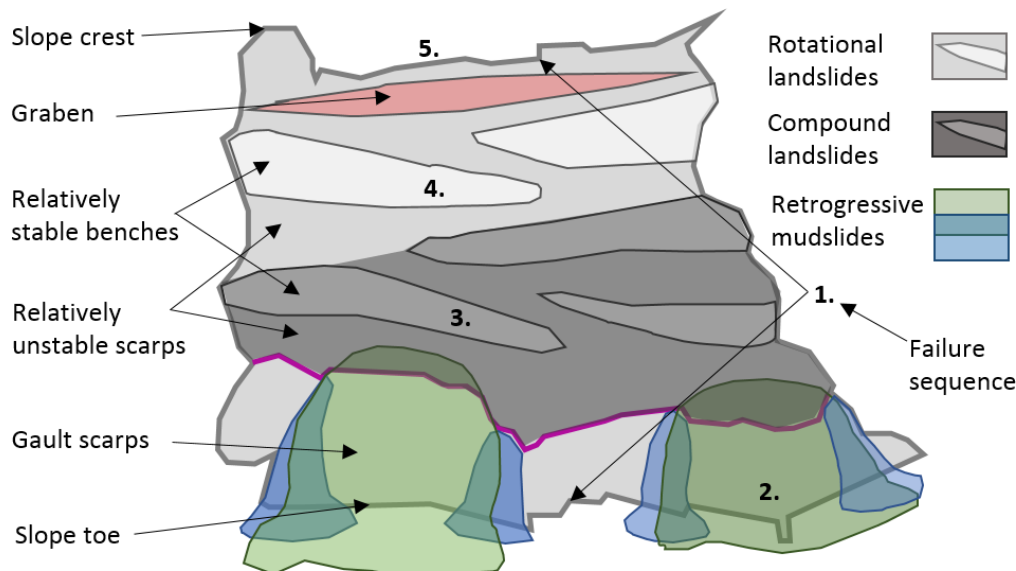 Slope crest
Graben
Relatively
stable benches
Relatively
unstable scarps
Gault scarps
Slope toe
5.
4.
3.
2.
1.
Failure
sequence
Rotational
landslides
Compound
landslides
Retrogressive
mudslides